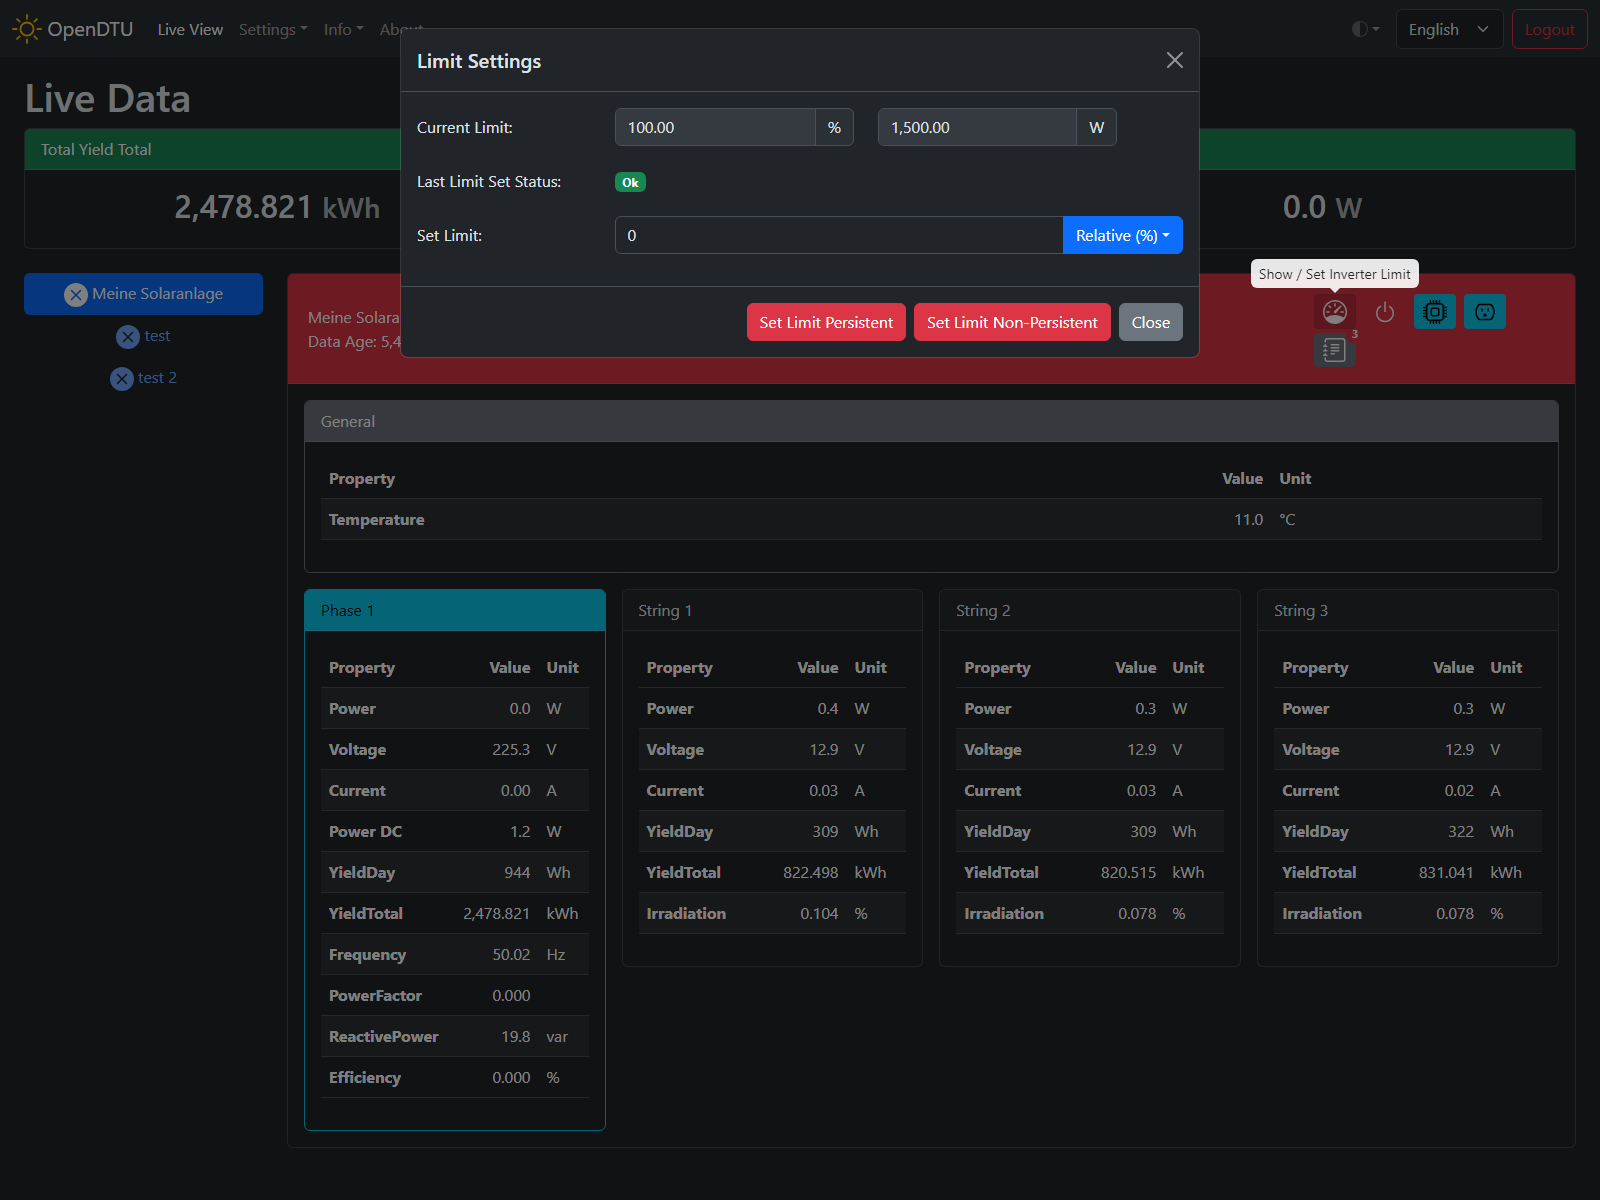 OpenDTU Live View Settings Info About English Logout
Limit Settings
Live Data
Current Limit: 100.00 % 1,500.00 W
Total Yield Total
Last Limit Set Status: Ok
2,478.821 kWh 0.0 W
Set Limit: 0 Relative (%)
Show / Set Inverter Limit
Set Limit Persistent Set Limit Non-Persistent Close
Meine Solaranlage
test
test 2
Meine Solara
Data Age: 5,4
3
General
Property Value Unit
Temperature 11.0 °C
Phase 1
Property Value Unit
Power 0.0 W
Voltage 225.3 V
Current 0.00 A
Power DC 1.2 W
YieldDay 944 Wh
YieldTotal 2,478.821 kWh
Frequency 50.02 Hz
PowerFactor 0.000
ReactivePower 19.8 var
Efficiency 0.000 %
String 1
Property Value Unit
Power 0.4 W
Voltage 12.9 V
Current 0.03 A
YieldDay 309 Wh
YieldTotal 822.498 kWh
Irradiation 0.104 %
String 2
Property Value Unit
Power 0.3 W
Voltage 12.9 V
Current 0.03 A
YieldDay 309 Wh
YieldTotal 820.515 kWh
Irradiation 0.078 %
String 3
Property Value Unit
Power 0.3 W
Voltage 12.9 V
Current 0.02 A
YieldDay 322 Wh
YieldTotal 831.041 kWh
Irradiation 0.078 %